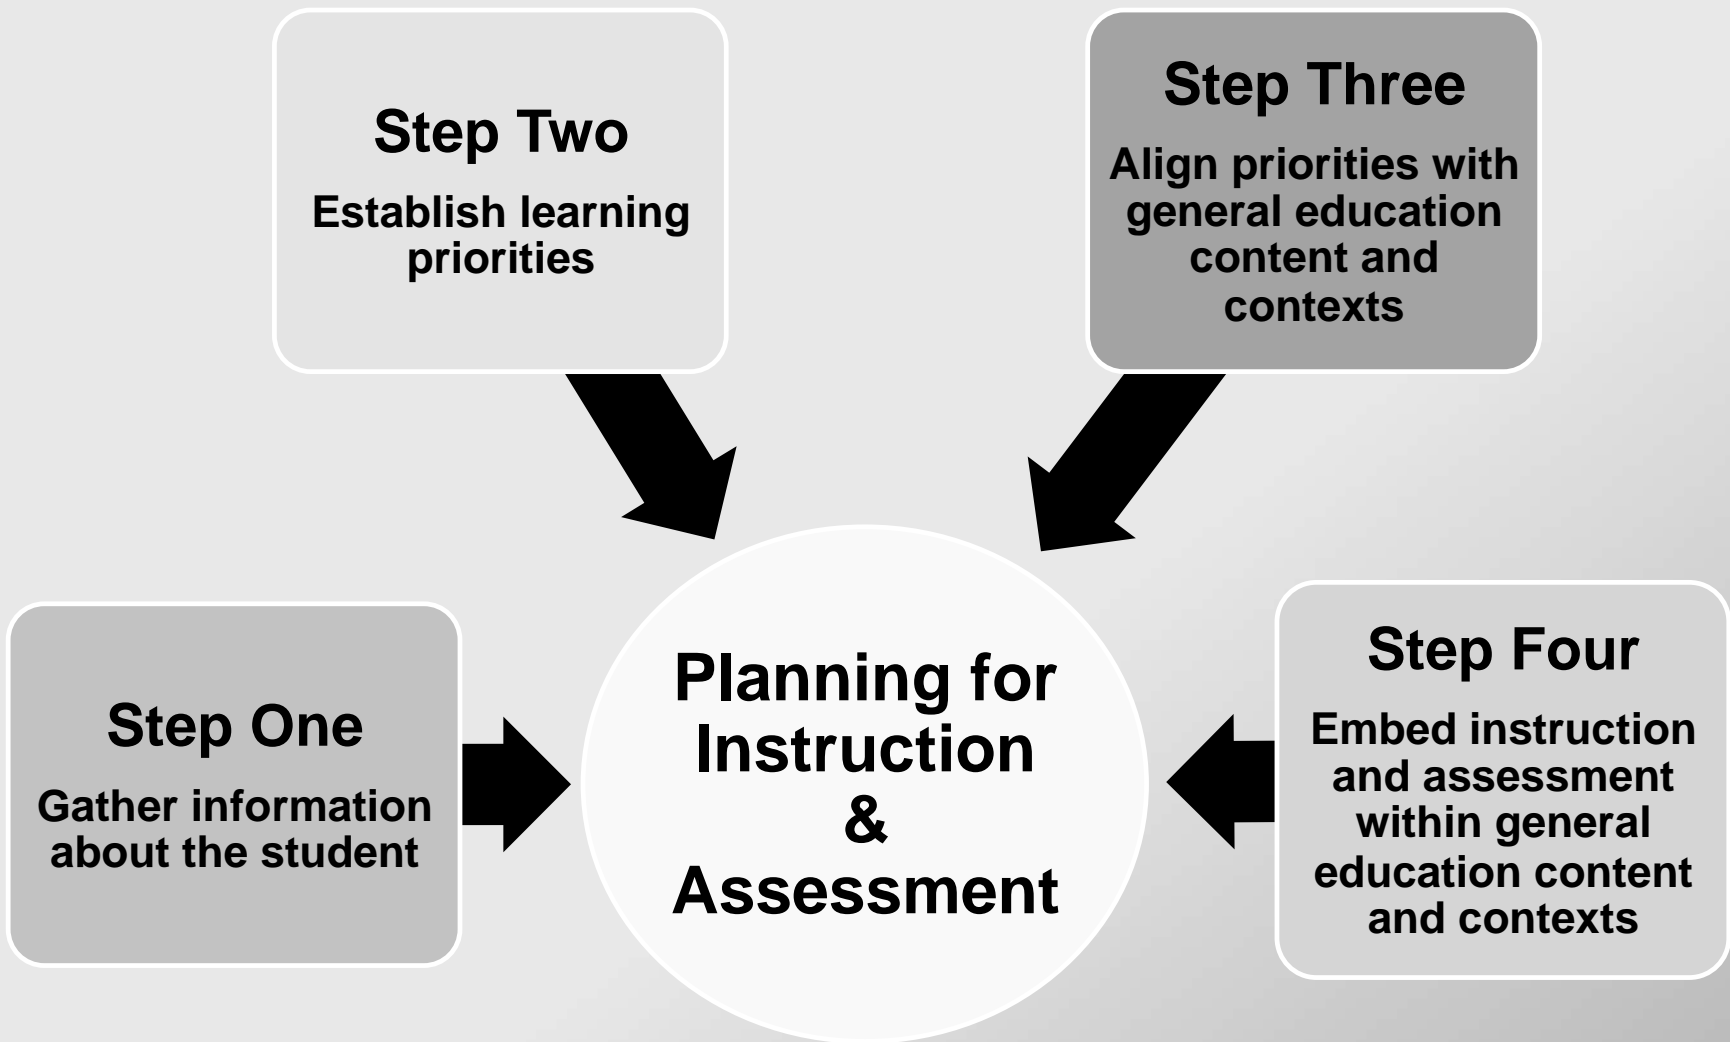 Step Two
Establish learning
priorities
Step Three
Align priorities with
general education
content and
contexts
Step One
Gather information
about the student
Planning for
Instruction
&
Assessment
Step Four
Embed instruction
and assessment
within general
education content
and contexts